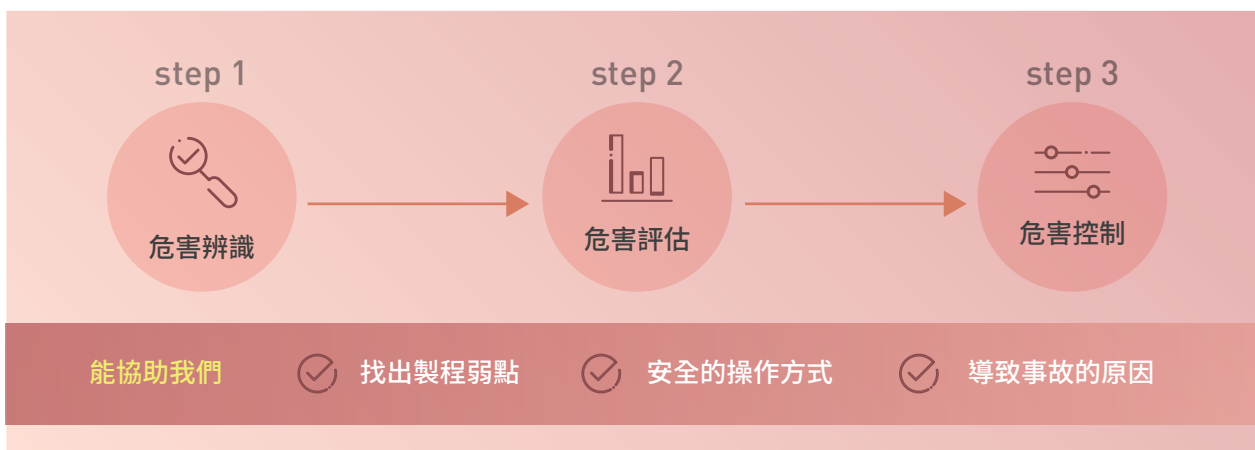 step 1
step 2
step 3
危害辨識
危害評估
危害控制
能協助我們
找出製程弱點
安全的操作方式
導致事故的原因